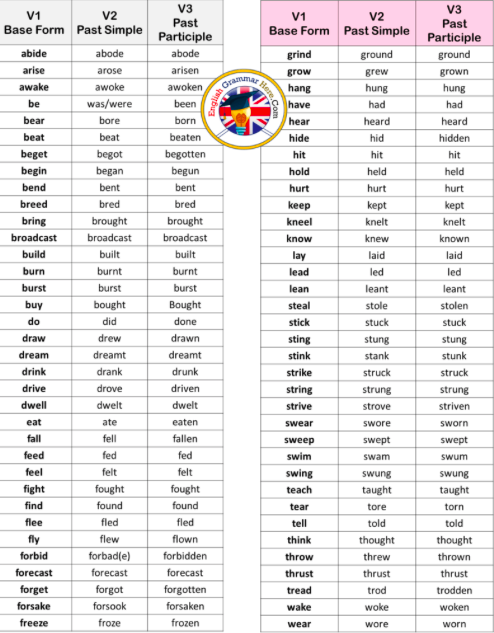 V1 V2 V3
Base Form Past Simple Past
Participle
abide abode abode
arise arose arisen
awake awoke awoken
be was/were been
bear bore born
beat beat beaten
beget begot begotten
begin began begun
bend bent bent
breed bred bred
bring brought brought
broadcast broadcast broadcast
build built built
burn burnt burnt
burst burst burst
buy bought Bought
do did done
draw drew drawn
dream dreamt dreamt
drink drank drunk
drive drove driven
dwell dwelt dwelt
eat ate eaten
fall fell fallen
feed fed fed
feel felt felt
fight fought fought
find found found
flee fled fled
fly flew flown
forbid forbad(e) forbidden
forecast forecast forecast
forget forgot forgotten
forsake forsook forsaken
freeze froze frozen
English Grammar Here.Com
V1 V2 V3
Base Form Past Simple Past
Participle
grind ground ground
grow grew grown
hang hung hung
have had had
hear heard heard
hide hid hidden
hit hit hit
hold held held
hurt hurt hurt
keep kept kept
kneel knelt knelt
know knew known
lay laid laid
lead led led
lean leant leant
steal stole stolen
stick stuck stuck
sting stung stung
stink stank stunk
strike struck struck
string strung strung
strive strove striven
swear swore sworn
sweep swept swept
swim swam swum
swing swung swung
teach taught taught
tear tore torn
tell told told
think thought thought
throw threw thrown
thrust thrust thrust
tread trod trodden
wake woke woken
wear wore worn